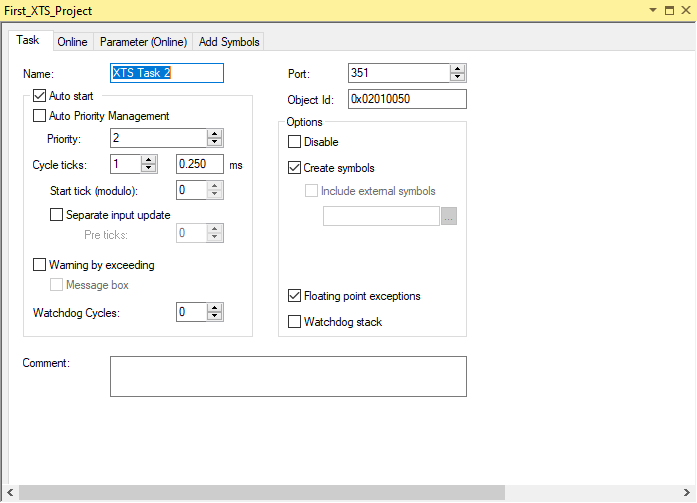 First_XTS_Project
Task Online Parameter (Online) Add Symbols
Name: XTS Task 2
Auto start
Auto Priority Management
Priority: 2
Cycle ticks: 1 0.250 ms
Start tick (modulo): 0
Separate input update
Pre ticks: 0
Warning by exceeding
Message box
Watchdog Cycles: 0
Port: 351
Object Id: 0x02010050
Options
Disable
Create symbols
Include external symbols
...
Floating point exceptions
Watchdog stack
Comment: